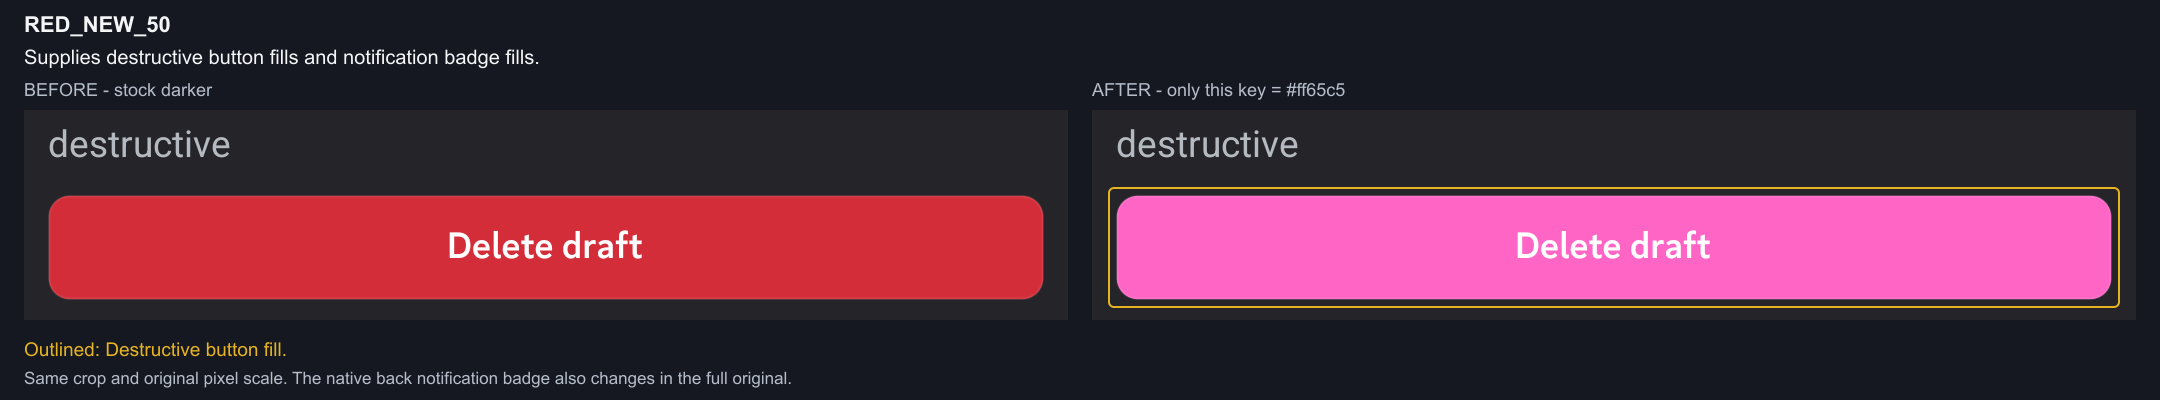 RED_NEW_50
Supplies destructive button fills and notification badge fills.
BEFORE - stock darker
AFTER - only this key = #ff65c5
destructive
destructive
Delete draft
Delete draft
Outlined: Destructive button fill.
Same crop and original pixel scale. The native back notification badge also changes in the full original.